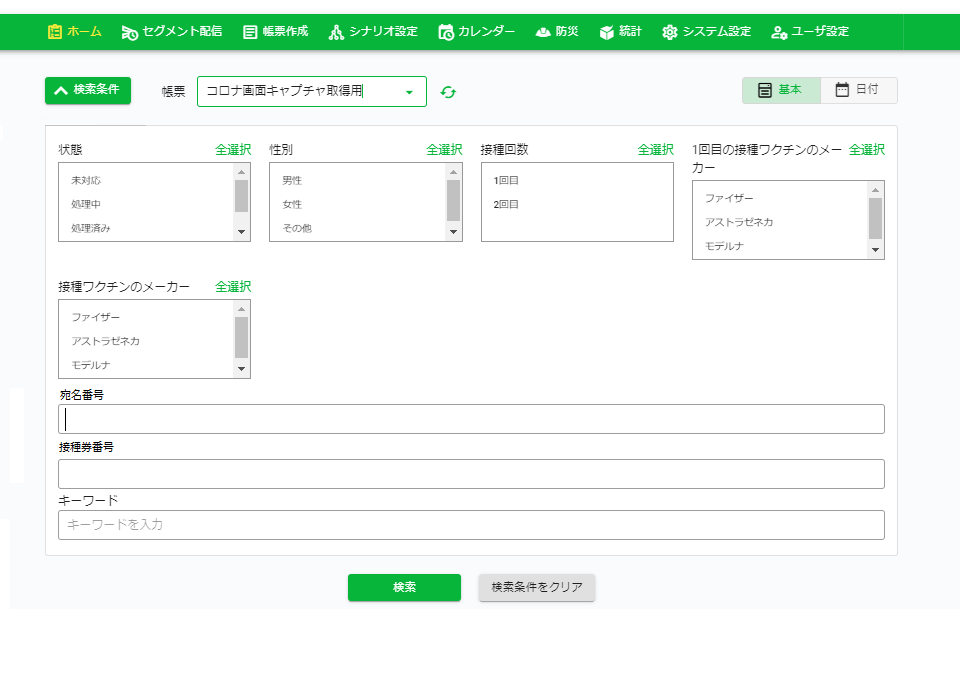 ホーム セグメント配信 帳票作成 シナリオ設定 カレンダー 防災 統計 システム設定 ユーザ設定
検索条件 帳票 コロナ画面キャプチャ取得用 基本 日付
状態 全選択 性別 全選択 接種回数 全選択 1回目の接種ワクチンのメー 全選択
カー
未対応 男性 1回目 ファイザー
処理中 女性 2回目 アストラゼネカ
処理済み その他 モデルナ
接種ワクチンのメーカー 全選択
ファイザー
アストラゼネカ
モデルナ
宛名番号
接種券番号
キーワード
キーワードを入力
検索 検索条件をクリア